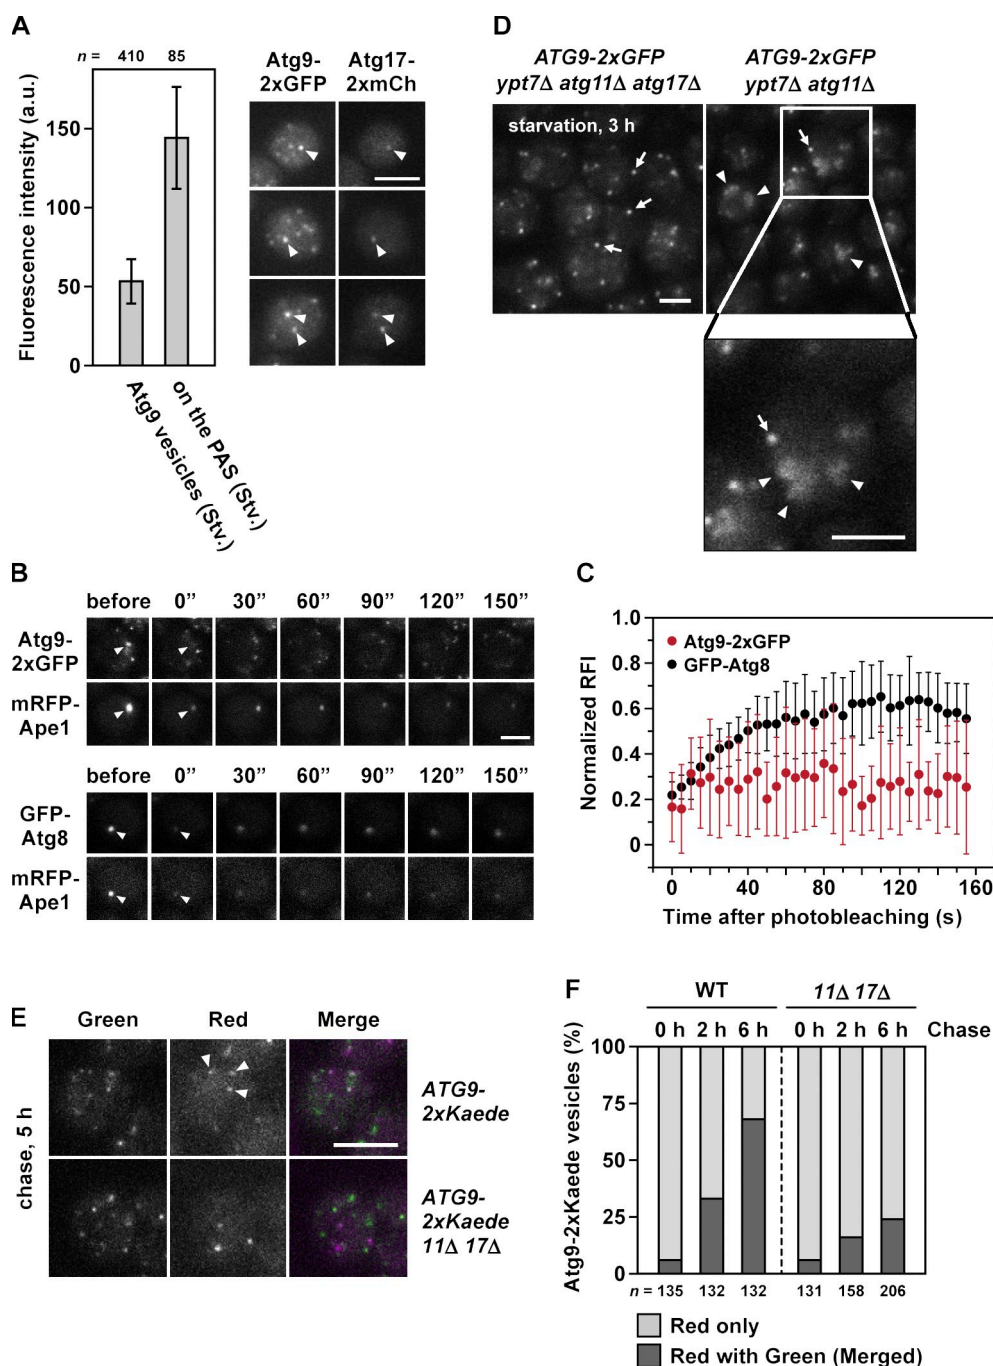 A
n = 410 85
Fluorescence intensity (a.u.)
150
100
50
0
Atg9 vesicles (Stv.)
on the PAS (Stv.)
Atg9-
2xGFP
Atg17-
2xmCh
D
ATG9-2xGFP
ypt7Δ atg11Δ atg17Δ
ATG9-2xGFP
ypt7Δ atg11Δ
starvation, 3 h
B
before 0” 30” 60” 90” 120” 150”
Atg9-
2xGFP
mRFP-
Ape1
before 0” 30” 60” 90” 120” 150”
GFP-
Atg8
mRFP-
Ape1
C
Normalized RFI
1.0
0.8
0.6
0.4
0.2
0
Atg9-2xGFP
GFP-Atg8
0 40 80 120 160
Time after photobleaching (s)
E
Green Red Merge
chase, 5 h
ATG9-
2xKaede
ATG9-
2xKaede
11Δ 17Δ
F
WT 11Δ 17Δ
0 h 2 h 6 h 0 h 2 h 6 h Chase
Atg9-2xKaede vesicles (%)
100
75
50
25
0
n = 135 132 132 131 158 206
Red only
Red with Green (Merged)